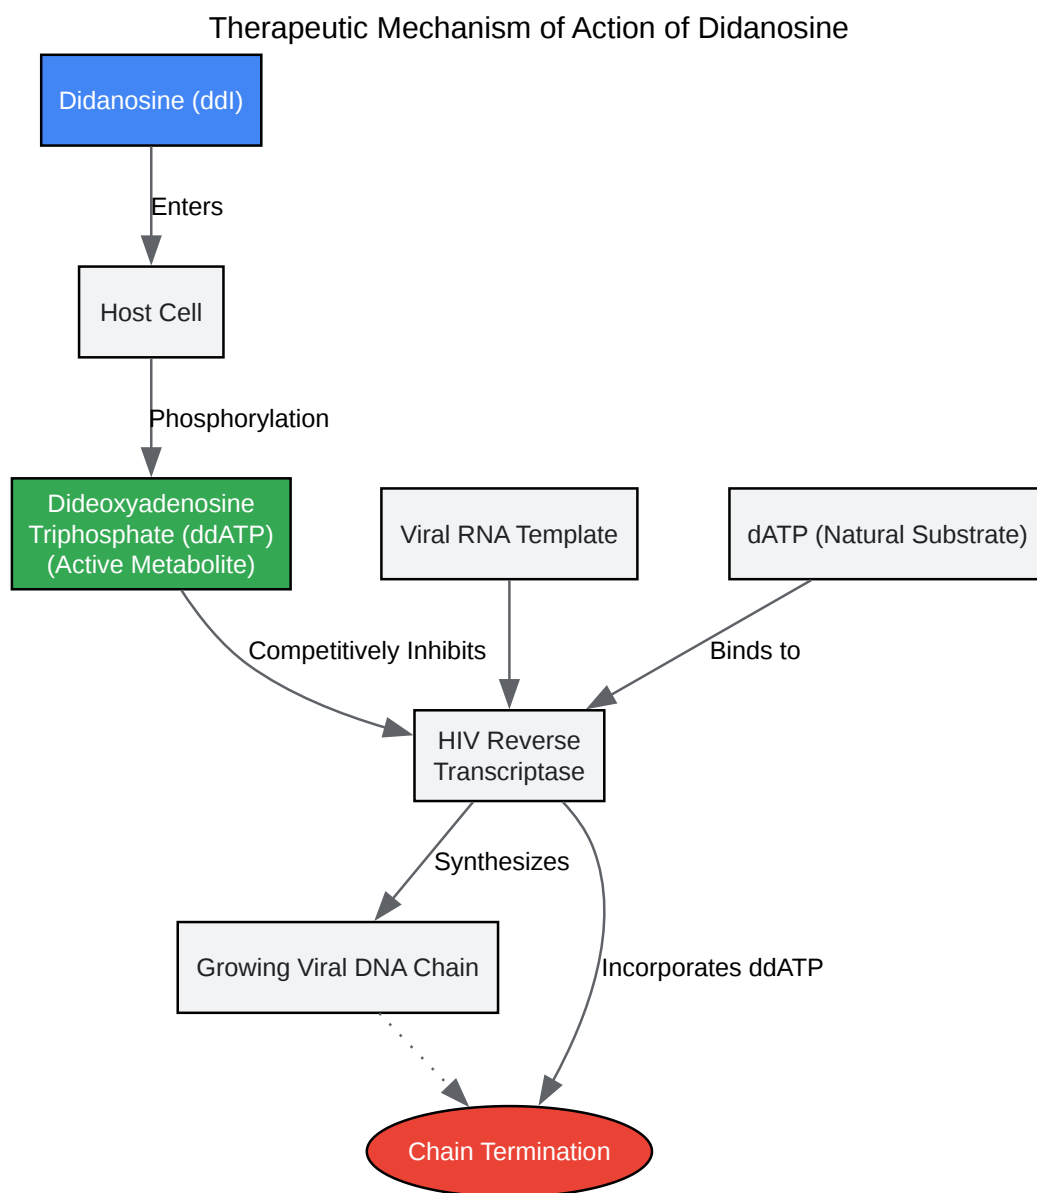 Therapeutic Mechanism of Action of Didanosine
Didanosine (ddI)
Enters
Host Cell
Phosphorylation
Dideoxyadenosine
Triphosphate (ddATP)
(Active Metabolite)
Viral RNA Template
dATP (Natural Substrate)
Competitively Inhibits
Binds to
HIV Reverse
Transcriptase
Synthesizes
Growing Viral DNA Chain
Incorporates ddATP
Chain Termination